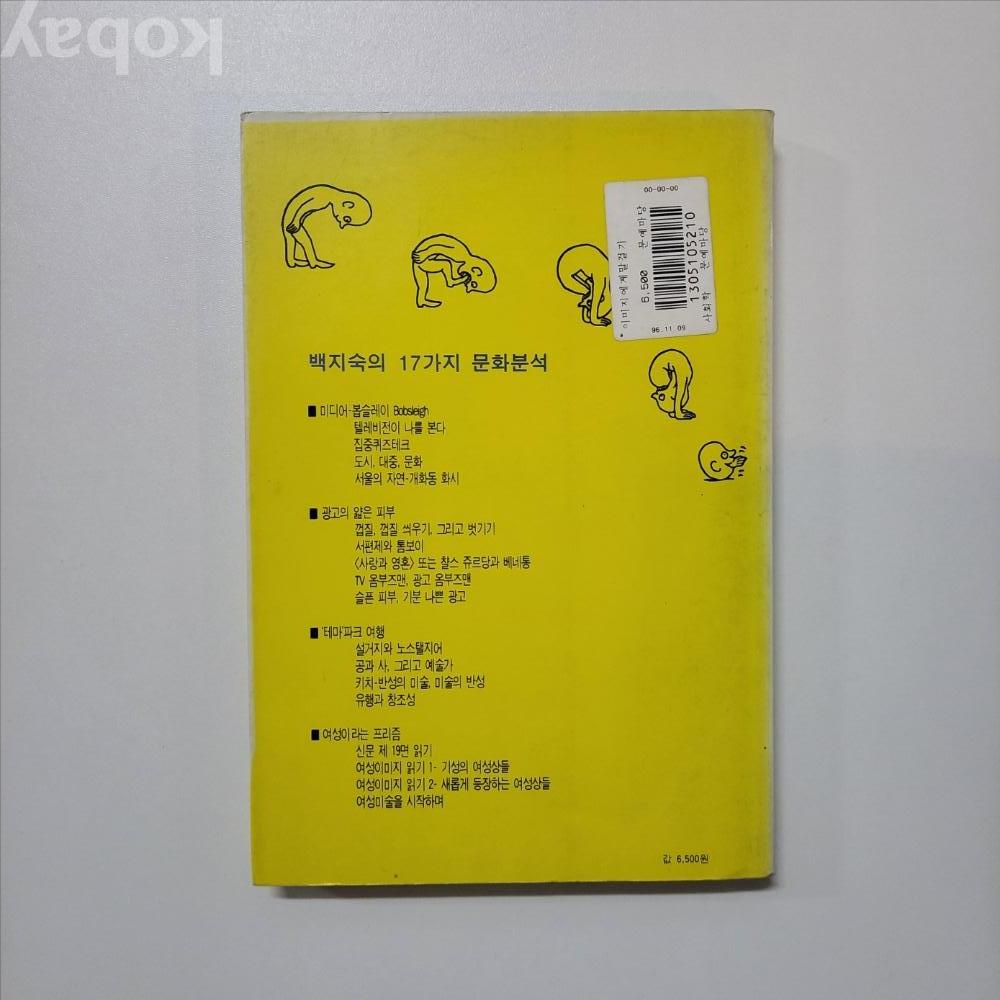 kobay
00-00-00
*이미지에게말걸기
6,500 문예마당
1305105210
사회학 문예마당
96.11 09
백지숙의 17가지 문화분석
■ 미디어-봅슬레이 Bobsleigh
텔레비전이 나를 본다
집중퀴즈테크
도시, 대중, 문화
서울의 자연-개화동 화시
■ 광고의 얇은 피부
껍질, 껍질 씌우기, 그리고 벗기기
서편제와 톰보이
<사랑과 영혼> 또는 찰스 쥬르당과 베네통
TV 옴부즈맨, 광고 옴부즈맨
슬픈 피부, 기분 나쁜 광고
■ '테마'파크 여행
설거지와 노스탤지어
공과 사, 그리고 예술가
키치-반성의 미술, 미술의 반성
유행과 창조성
■ 여성이라는 프리즘
신문 제 19면 읽기
여성이미지 읽기 1- 기성의 여성상들
여성이미지 읽기 2- 새롭게 등장하는 여성상들
여성미술을 시작하며
값 6,500원